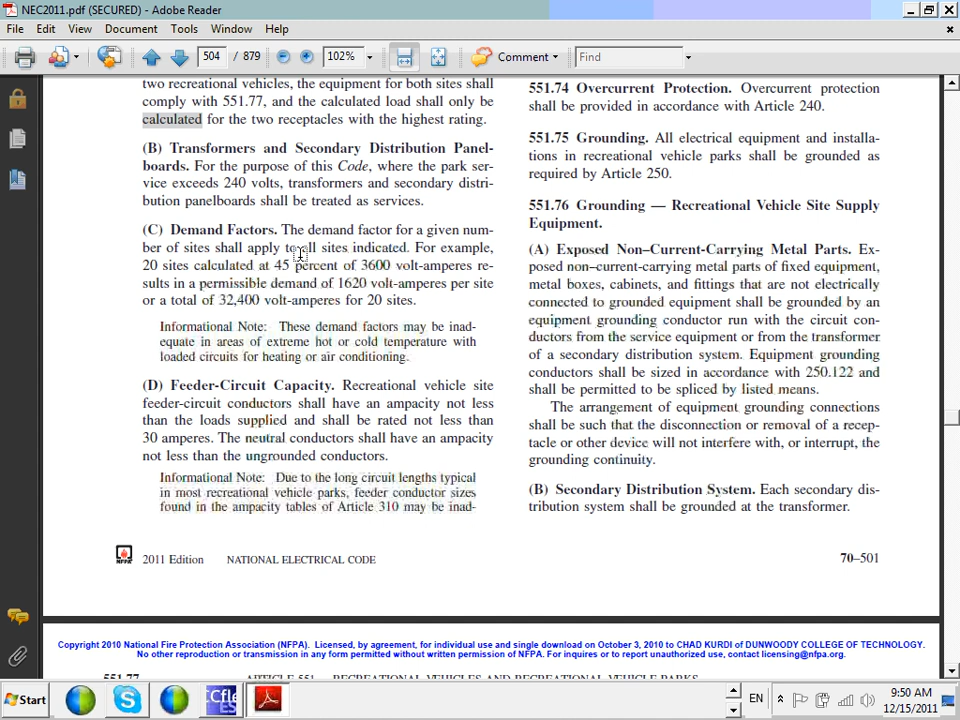 NEC2011.pdf (SECURED) - Adobe Reader
File Edit View Document Tools Window Help
504 / 879 102% Comment Find
two recreational vehicles, the equipment for both sites shall
comply with 551.77, and the calculated load shall only be
calculated for the two receptacles with the highest rating.
(B) Transformers and Secondary Distribution Panel-
boards. For the purpose of this Code, where the park ser-
vice exceeds 240 volts, transformers and secondary distri-
bution panelboards shall be treated as services.
(C) Demand Factors. The demand factor for a given num-
ber of sites shall apply to all sites indicated. For example,
20 sites calculated at 45 percent of 3600 volt-amperes re-
sults in a permissible demand of 1620 volt-amperes per site
or a total of 32,400 volt-amperes for 20 sites.
Informational Note: These demand factors may be inad-
equate in areas of extreme hot or cold temperature with
loaded circuits for heating or air conditioning.
(D) Feeder-Circuit Capacity. Recreational vehicle site
feeder-circuit conductors shall have an ampacity not less
than the loads supplied and shall be rated not less than
30 amperes. The neutral conductors shall have an ampacity
not less than the ungrounded conductors.
Informational Note: Due to the long circuit lengths typical
in most recreational vehicle parks, feeder conductor sizes
found in the ampacity tables of Article 310 may be inad-
551.74 Overcurrent Protection. Overcurrent protection
shall be provided in accordance with Article 240.
551.75 Grounding. All electrical equipment and installa-
tions in recreational vehicle parks shall be grounded as
required by Article 250.
551.76 Grounding — Recreational Vehicle Site Supply
Equipment.
(A) Exposed Non–Current-Carrying Metal Parts. Ex-
posed non–current-carrying metal parts of fixed equipment,
metal boxes, cabinets, and fittings that are not electrically
connected to grounded equipment shall be grounded by an
equipment grounding conductor run with the circuit con-
ductors from the service equipment or from the transformer
of a secondary distribution system. Equipment grounding
conductors shall be sized in accordance with 250.122 and
shall be permitted to be spliced by listed means.
The arrangement of equipment grounding connections
shall be such that the disconnection or removal of a recep-
tacle or other device will not interfere with, or interrupt, the
grounding continuity.
(B) Secondary Distribution System. Each secondary dis-
tribution system shall be grounded at the transformer.
NFPA 2011 Edition NATIONAL ELECTRICAL CODE 70–501
Copyright 2010 National Fire Protection Association (NFPA). Licensed, by agreement, for individual use and single download on October 3, 2010 to CHAD KURDI of DUNWOODY COLLEGE OF TECHNOLOGY.
No other reproduction or transmission in any form permitted without written permission of NFPA. For inquires or to report unauthorized use, contact licensing@nfpa.org.
551.77 ARTICLE 551 — RECREATIONAL VEHICLES AND RECREATIONAL VEHICLE PARKS
Start EN 9:50 AM
12/15/2011